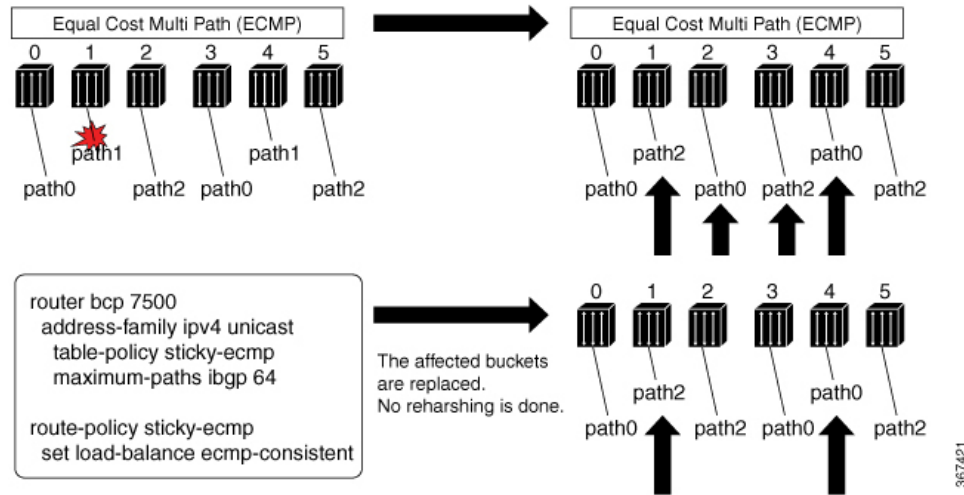 Equal Cost Multi Path (ECMP)
0 1 2 3 4 5
path1 path1
path0 path2 path0 path2
Equal Cost Multi Path (ECMP)
0 1 2 3 4 5
path2 path0
path0 path0 path2 path2
router bcp 7500
address-family ipv4 unicast
table-policy sticky-ecmp
maximum-paths ibgp 64
route-policy sticky-ecmp
set load-balance ecmp-consistent
The affected buckets
are replaced.
No reharshing is done.
0 1 2 3 4 5
path2 path0
path0 path2 path0 path2
367421